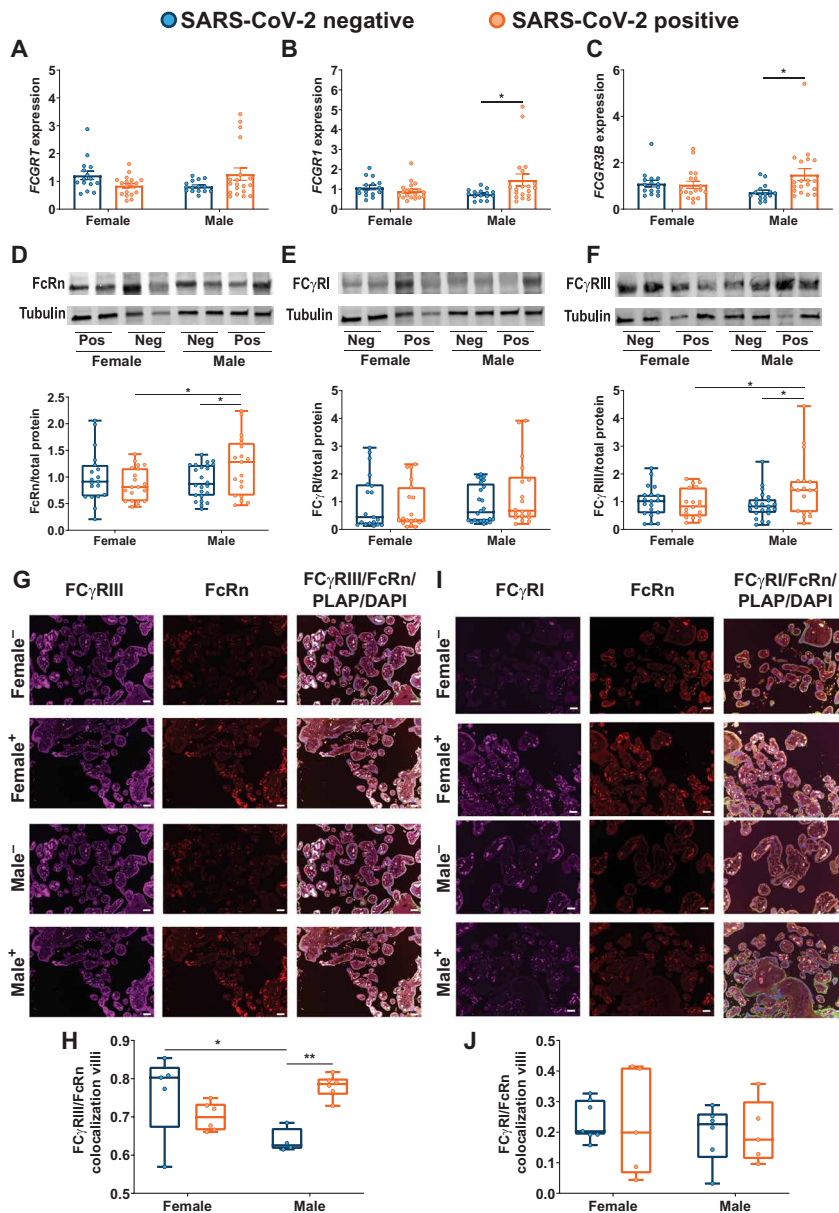 SARS-CoV-2 negative
SARS-CoV-2 positive
A
FCGRT expression
6
4
2
0
Female
Male
B
FCGR1 expression
6
5
4
3
2
1
0
*
Female
Male
C
FCGR3B expression
6
4
2
0
*
Female
Male
D
FcRn
Tubulin
Pos
Neg
Neg
Pos
Female
Male
FcRn/total protein
2.5
2.0
1.5
1.0
0.5
0.0
*
*
Female
Male
E
FCγRI
Tubulin
Neg
Pos
Neg
Pos
Female
Male
FCγRI/total protein
5
4
3
2
1
0
Female
Male
F
FCγRIII
Tubulin
Neg
Pos
Neg
Pos
Female
Male
FCγRIII/total protein
5
4
3
2
1
0
*
*
Female
Male
G
FCγRIII
FcRn
FCγRIII/FcRn/
PLAP/DAPI
Female−
Female+
Male−
Male+
I
FCγRI
FcRn
FCγRI/FcRn/
PLAP/DAPI
Female−
Female+
Male−
Male+
H
FCγRIII/FcRn
colocalization villi
0.9
0.8
0.7
0.6
0.5
*
**
Female
Male
J
FCγRI/FcRn
colocalization villi
0.5
0.4
0.3
0.2
0.1
0.0
Female
Male